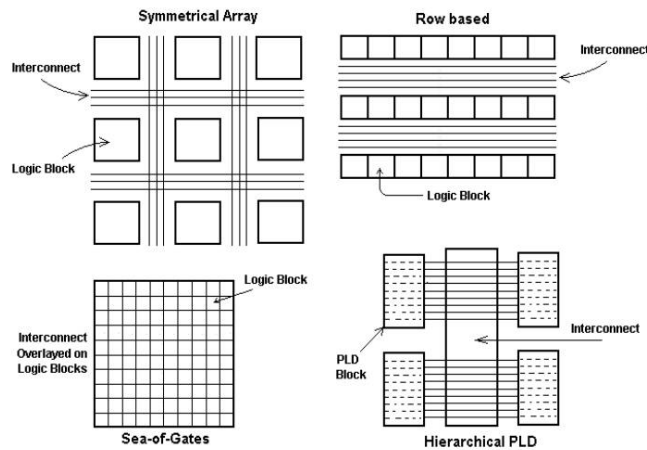 Symmetrical Array
Interconnect
Logic Block
Row based
Interconnect
Logic Block
Logic Block
Interconnect
Overlayed on
Logic Blocks
Sea-of-Gates
PLD
Block
Interconnect
Hierarchical PLD